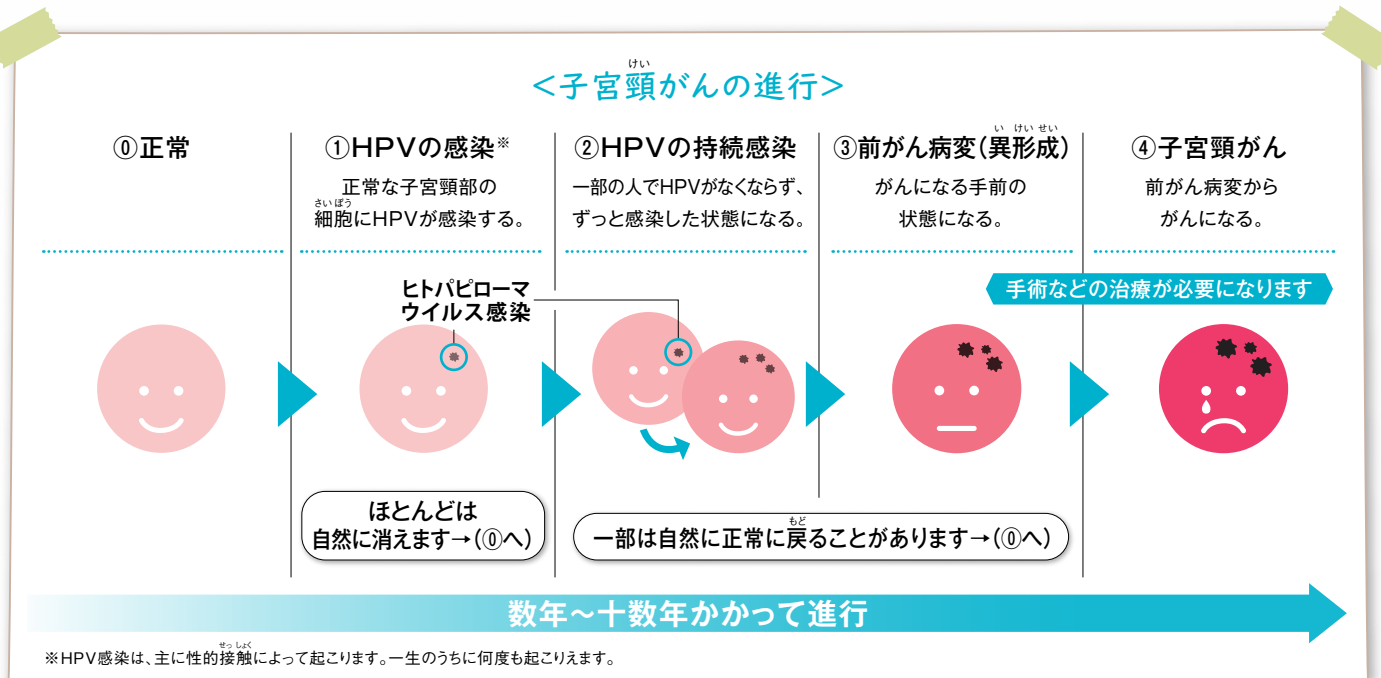 ＜子宮頸がんの進行＞
けい
⓪正常
①HPVの感染※
正常な子宮頸部の
細胞にHPVが感染する。
さいぼう
②HPVの持続感染
一部の人でHPVがなくならず、
ずっと感染した状態になる。
③前がん病変（異形成）
い けい せい
がんになる手前の
状態になる。
④子宮頸がん
前がん病変から
がんになる。
手術などの治療が必要になります
ヒトパピローマ
ウイルス感染
ほとんどは
自然に消えます→（⓪へ）
一部は自然に正常に戻ることがあります→（⓪へ）
もど
数年～十数年かかって進行
※HPV感染は、主に性的接触によって起こります。一生のうちに何度も起こりえます。
せっしょく